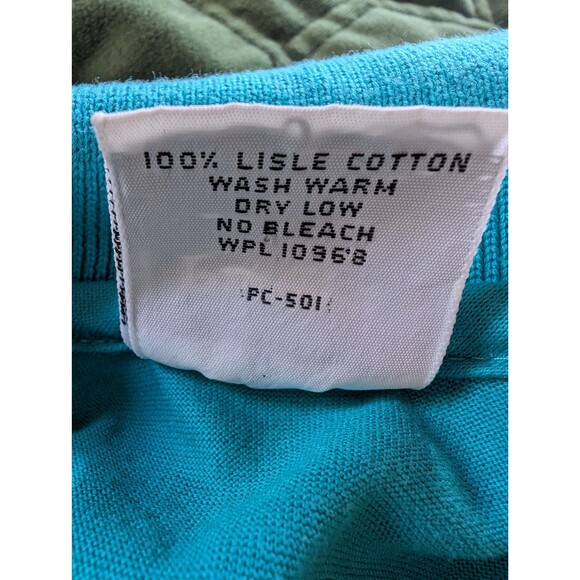 100% LISLE COTTON
WASH WARM
DRY LOW
NO BLEACH
WPL 10968
PC-501